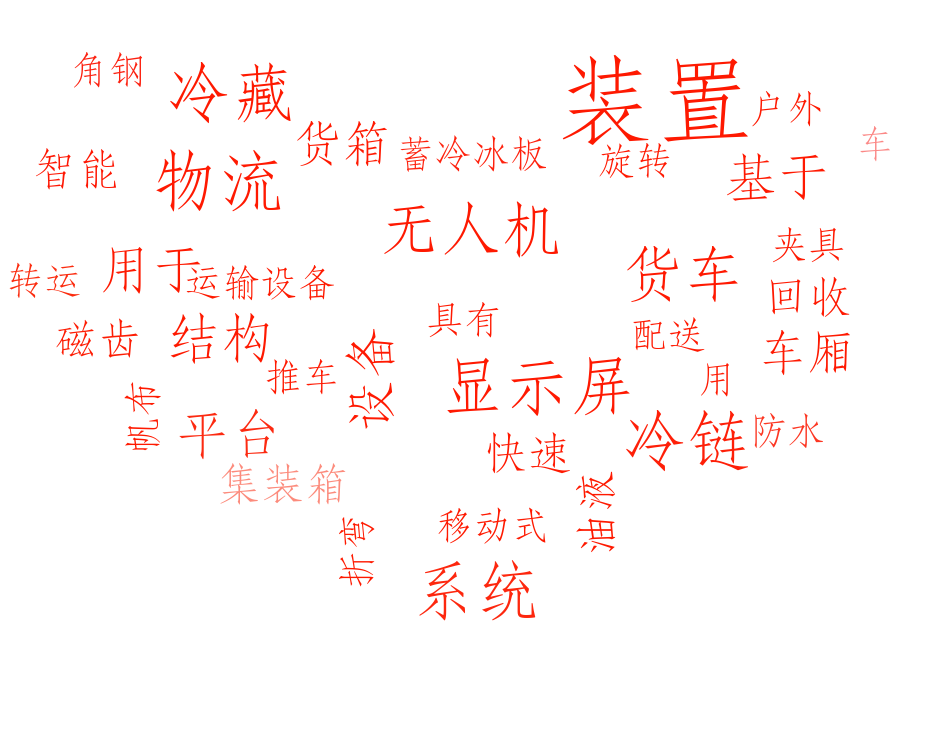 角钢
冷藏
装置
户外
货箱
蓄冷冰板
旋转
车
智能
物流
基于
无人机
夹具
转运
用于
运输设备
货车
回收
磁齿
结构
具有
配送
车厢
推车
设备
显示屏
用
帆布
平台
快速
冷链
防水
集装箱
油液
折弯
移动式
系统